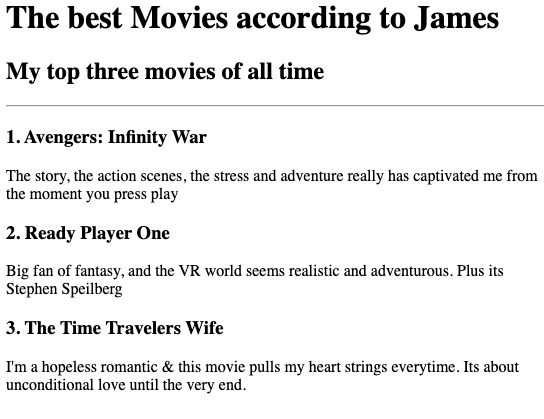 The best Movies according to James
My top three movies of all time
1. Avengers: Infinity War
The story, the action scenes, the stress and adventure really has captivated me from
the moment you press play
2. Ready Player One
Big fan of fantasy, and the VR world seems realistic and adventurous. Plus its
Stephen Speilberg
3. The Time Travelers Wife
I'm a hopeless romantic & this movie pulls my heart strings everytime. Its about
unconditional love until the very end.